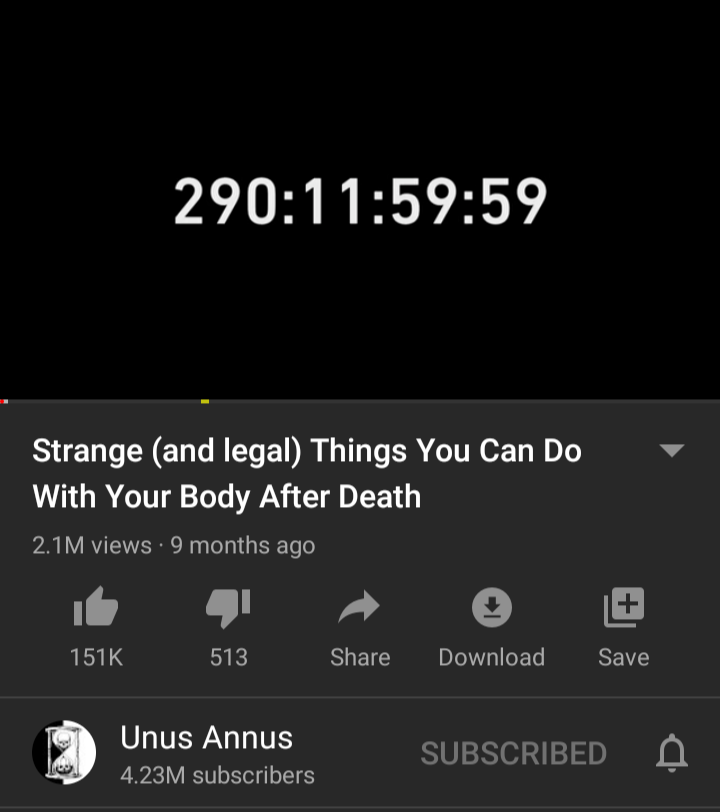 290:11:59:59
Strange (and legal) Things You Can Do
With Your Body After Death
2.1M views · 9 months ago
151K
513
Share
Download
Save
Unus Annus
4.23M subscribers
SUBSCRIBED